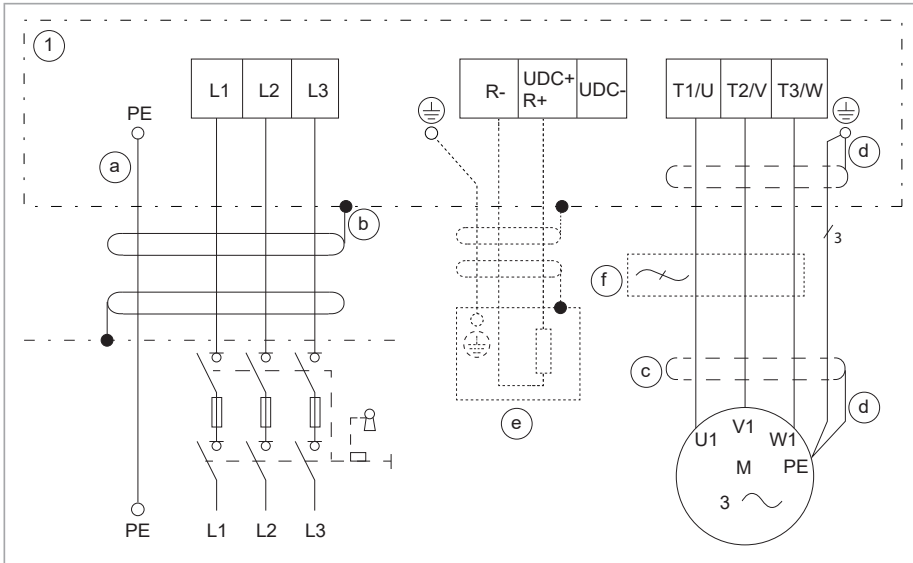 1
L1 L2 L3
R- UDC+ R+ UDC-
T1/U T2/V T3/W
PE
a
d
b
3
f
c
d
e
U1 V1 W1
M PE
3
PE L1 L2 L3